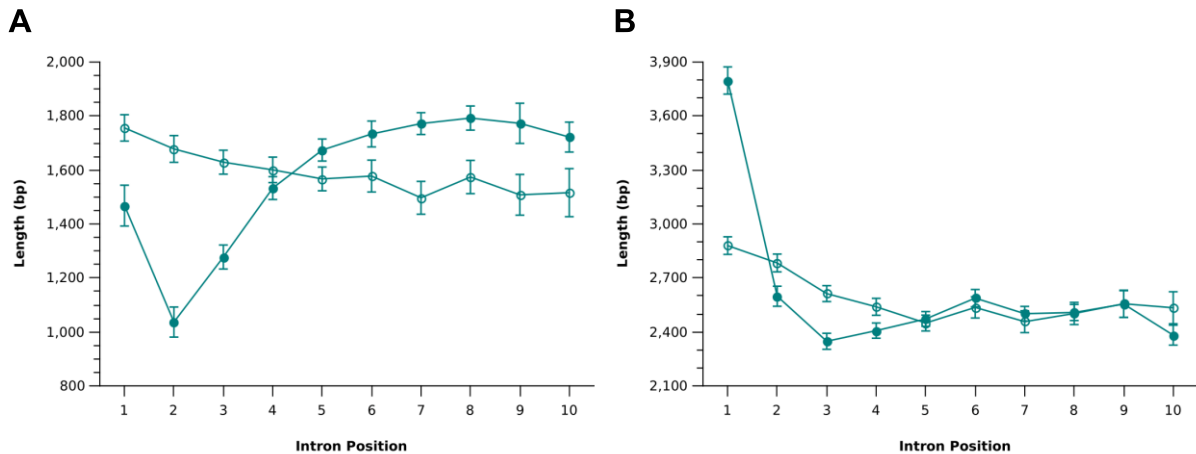 A
2,000
1,800
1,600
1,400
1,200
1,000
800
Length (bp)
1 2 3 4 5 6 7 8 9 10
Intron Position
B
3,900
3,600
3,300
3,000
2,700
2,400
2,100
Length (bp)
1 2 3 4 5 6 7 8 9 10
Intron Position